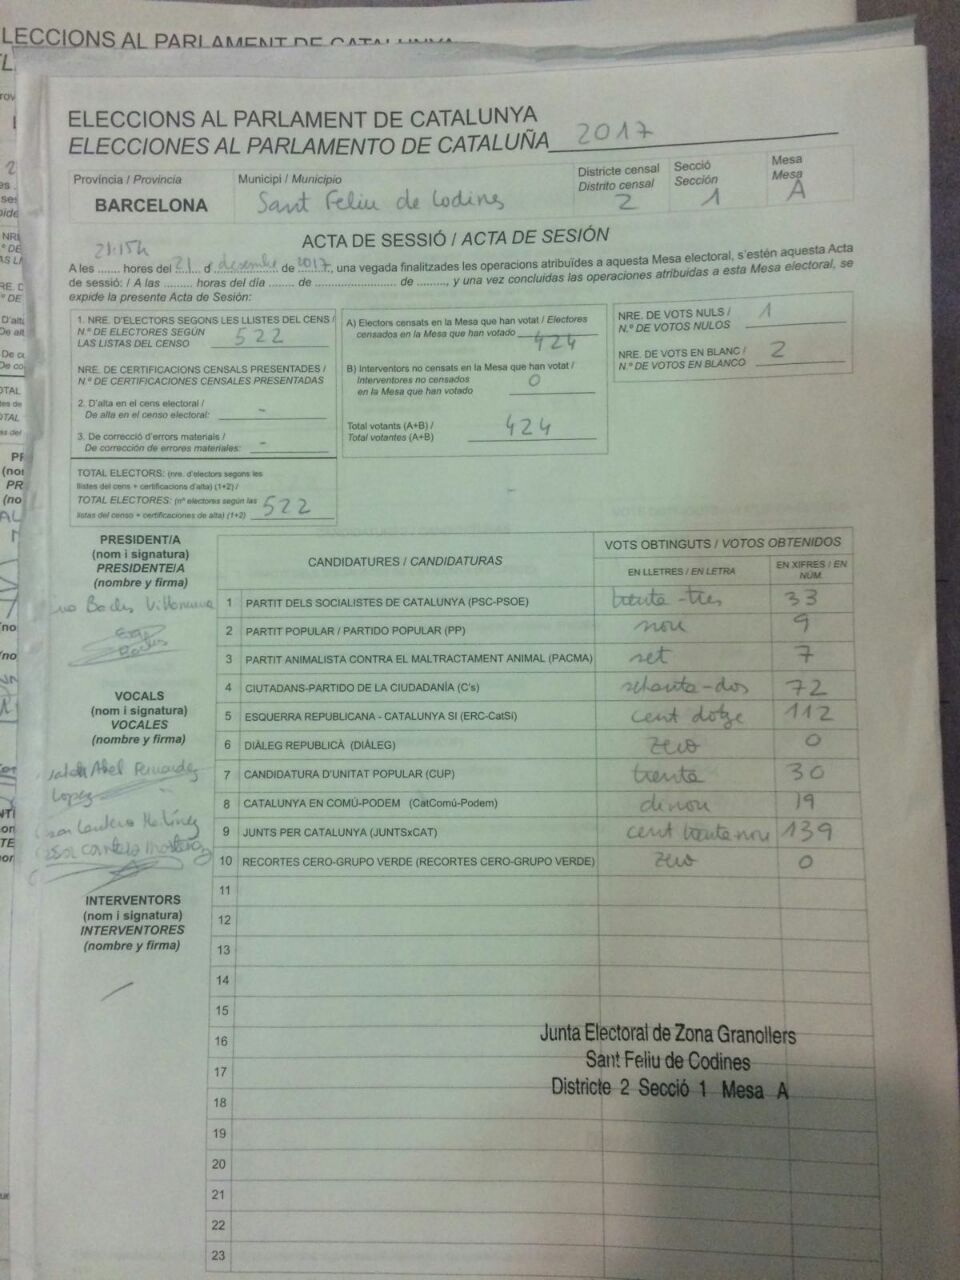 ELECCIONS AL PARLAMENT DE CATALUNYA
ELECCIONS AL PARLAMENT DE CATALUNYA
ELECCIONES AL PARLAMENTO DE CATALUÑA 2017
Província / Provincia
BARCELONA
Municipi / Municipio
Sant Feliu de Codines
Districte censal
Distrito censal
2
Secció
Sección
1
Mesa
Mesa
A
ACTA DE SESSIÓ / ACTA DE SESIÓN
21:15h
A les ....... hores del 21 d desembre de 2017, una vegada finalitzades les operacions atribuïdes a aquesta Mesa electoral, s'estén aquesta Acta
de sessió: / A las ......... horas del día ....... de ........................ de ........., y una vez concluidas las operaciones atribuidas a esta Mesa electoral, se
expide la presente Acta de Sesión:
1. NRE. D'ELECTORS SEGONS LES LLISTES DEL CENS /
N.º DE ELECTORES SEGÚN
LAS LISTAS DEL CENSO 522
NRE. DE CERTIFICACIONS CENSALS PRESENTADES /
N.º DE CERTIFICACIONES CENSALES PRESENTADAS
2. D'alta en el cens electoral /
De alta en el censo electoral: -
3. De correcció d'errors materials /
De corrección de errores materiales: -
TOTAL ELECTORS: (nre. d'electors segons les
llistes del cens + certificacions d'alta) (1+2) /
TOTAL ELECTORES: (nº electores según las
listas del censo + certificaciones de alta) (1+2) 522
A) Electors censats en la Mesa que han votat / Electores
censados en la Mesa que han votado 424
B) Interventors no censats en la Mesa que han votat /
Interventores no censados
en la Mesa que han votado 0
Total votants (A+B) /
Total votantes (A+B) 424
NRE. DE VOTS NULS /
N.º DE VOTOS NULOS 1
NRE. DE VOTS EN BLANC /
N.º DE VOTOS EN BLANCO 2
PRESIDENT/A
(nom i signatura)
PRESIDENTE/A
(nombre y firma)
VOCALS
(nom i signatura)
VOCALES
(nombre y firma)
Abel Fernandez
Lopez
INTERVENTORS
(nom i signatura)
INTERVENTORES
(nombre y firma)
CANDIDATURES / CANDIDATURAS
VOTS OBTINGUTS / VOTOS OBTENIDOS
EN LLETRES / EN LETRA
EN XIFRES / EN NÚM.
1 PARTIT DELS SOCIALISTES DE CATALUNYA (PSC-PSOE) trenta-tres 33
2 PARTIT POPULAR / PARTIDO POPULAR (PP) nou 9
3 PARTIT ANIMALISTA CONTRA EL MALTRACTAMENT ANIMAL (PACMA) set 7
4 CIUTADANS-PARTIDO DE LA CIUDADANÍA (C's) setanta-dos 72
5 ESQUERRA REPUBLICANA - CATALUNYA SI (ERC-CatSí) cent dotze 112
6 DIÀLEG REPUBLICÀ (DIÀLEG) zero 0
7 CANDIDATURA D'UNITAT POPULAR (CUP) trenta 30
8 CATALUNYA EN COMÚ-PODEM (CatComú-Podem) dinou 19
9 JUNTS PER CATALUNYA (JUNTSxCAT) cent trenta nou 139
10 RECORTES CERO-GRUPO VERDE (RECORTES CERO-GRUPO VERDE) zero 0
11
12
13
14
15
16
17
18
19
20
21
22
23
Junta Electoral de Zona Granollers
Sant Feliu de Codines
Districte 2 Secció 1 Mesa A